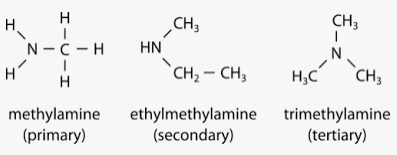 H H
N – C – H
H H
methylamine
(primary)
CH₃
HN
CH₂ – CH₃
ethylmethylamine
(secondary)
CH₃
N
H₃C CH₃
trimethylamine
(tertiary)